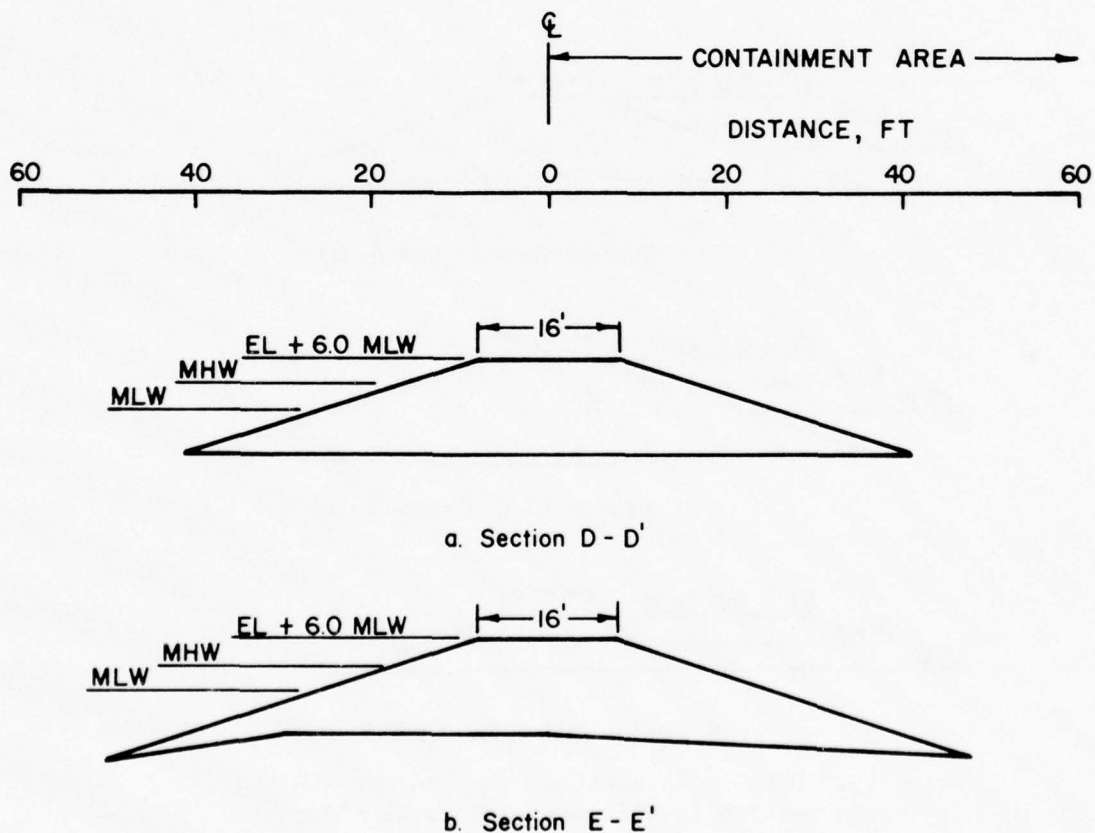 ℄
CONTAINMENT AREA
DISTANCE, FT
60 40 20 0 20 40 60
16'
EL + 6.0 MLW
MHW
MLW
a. Section D - D'
16'
EL + 6.0 MLW
MHW
MLW
b. Section E - E'